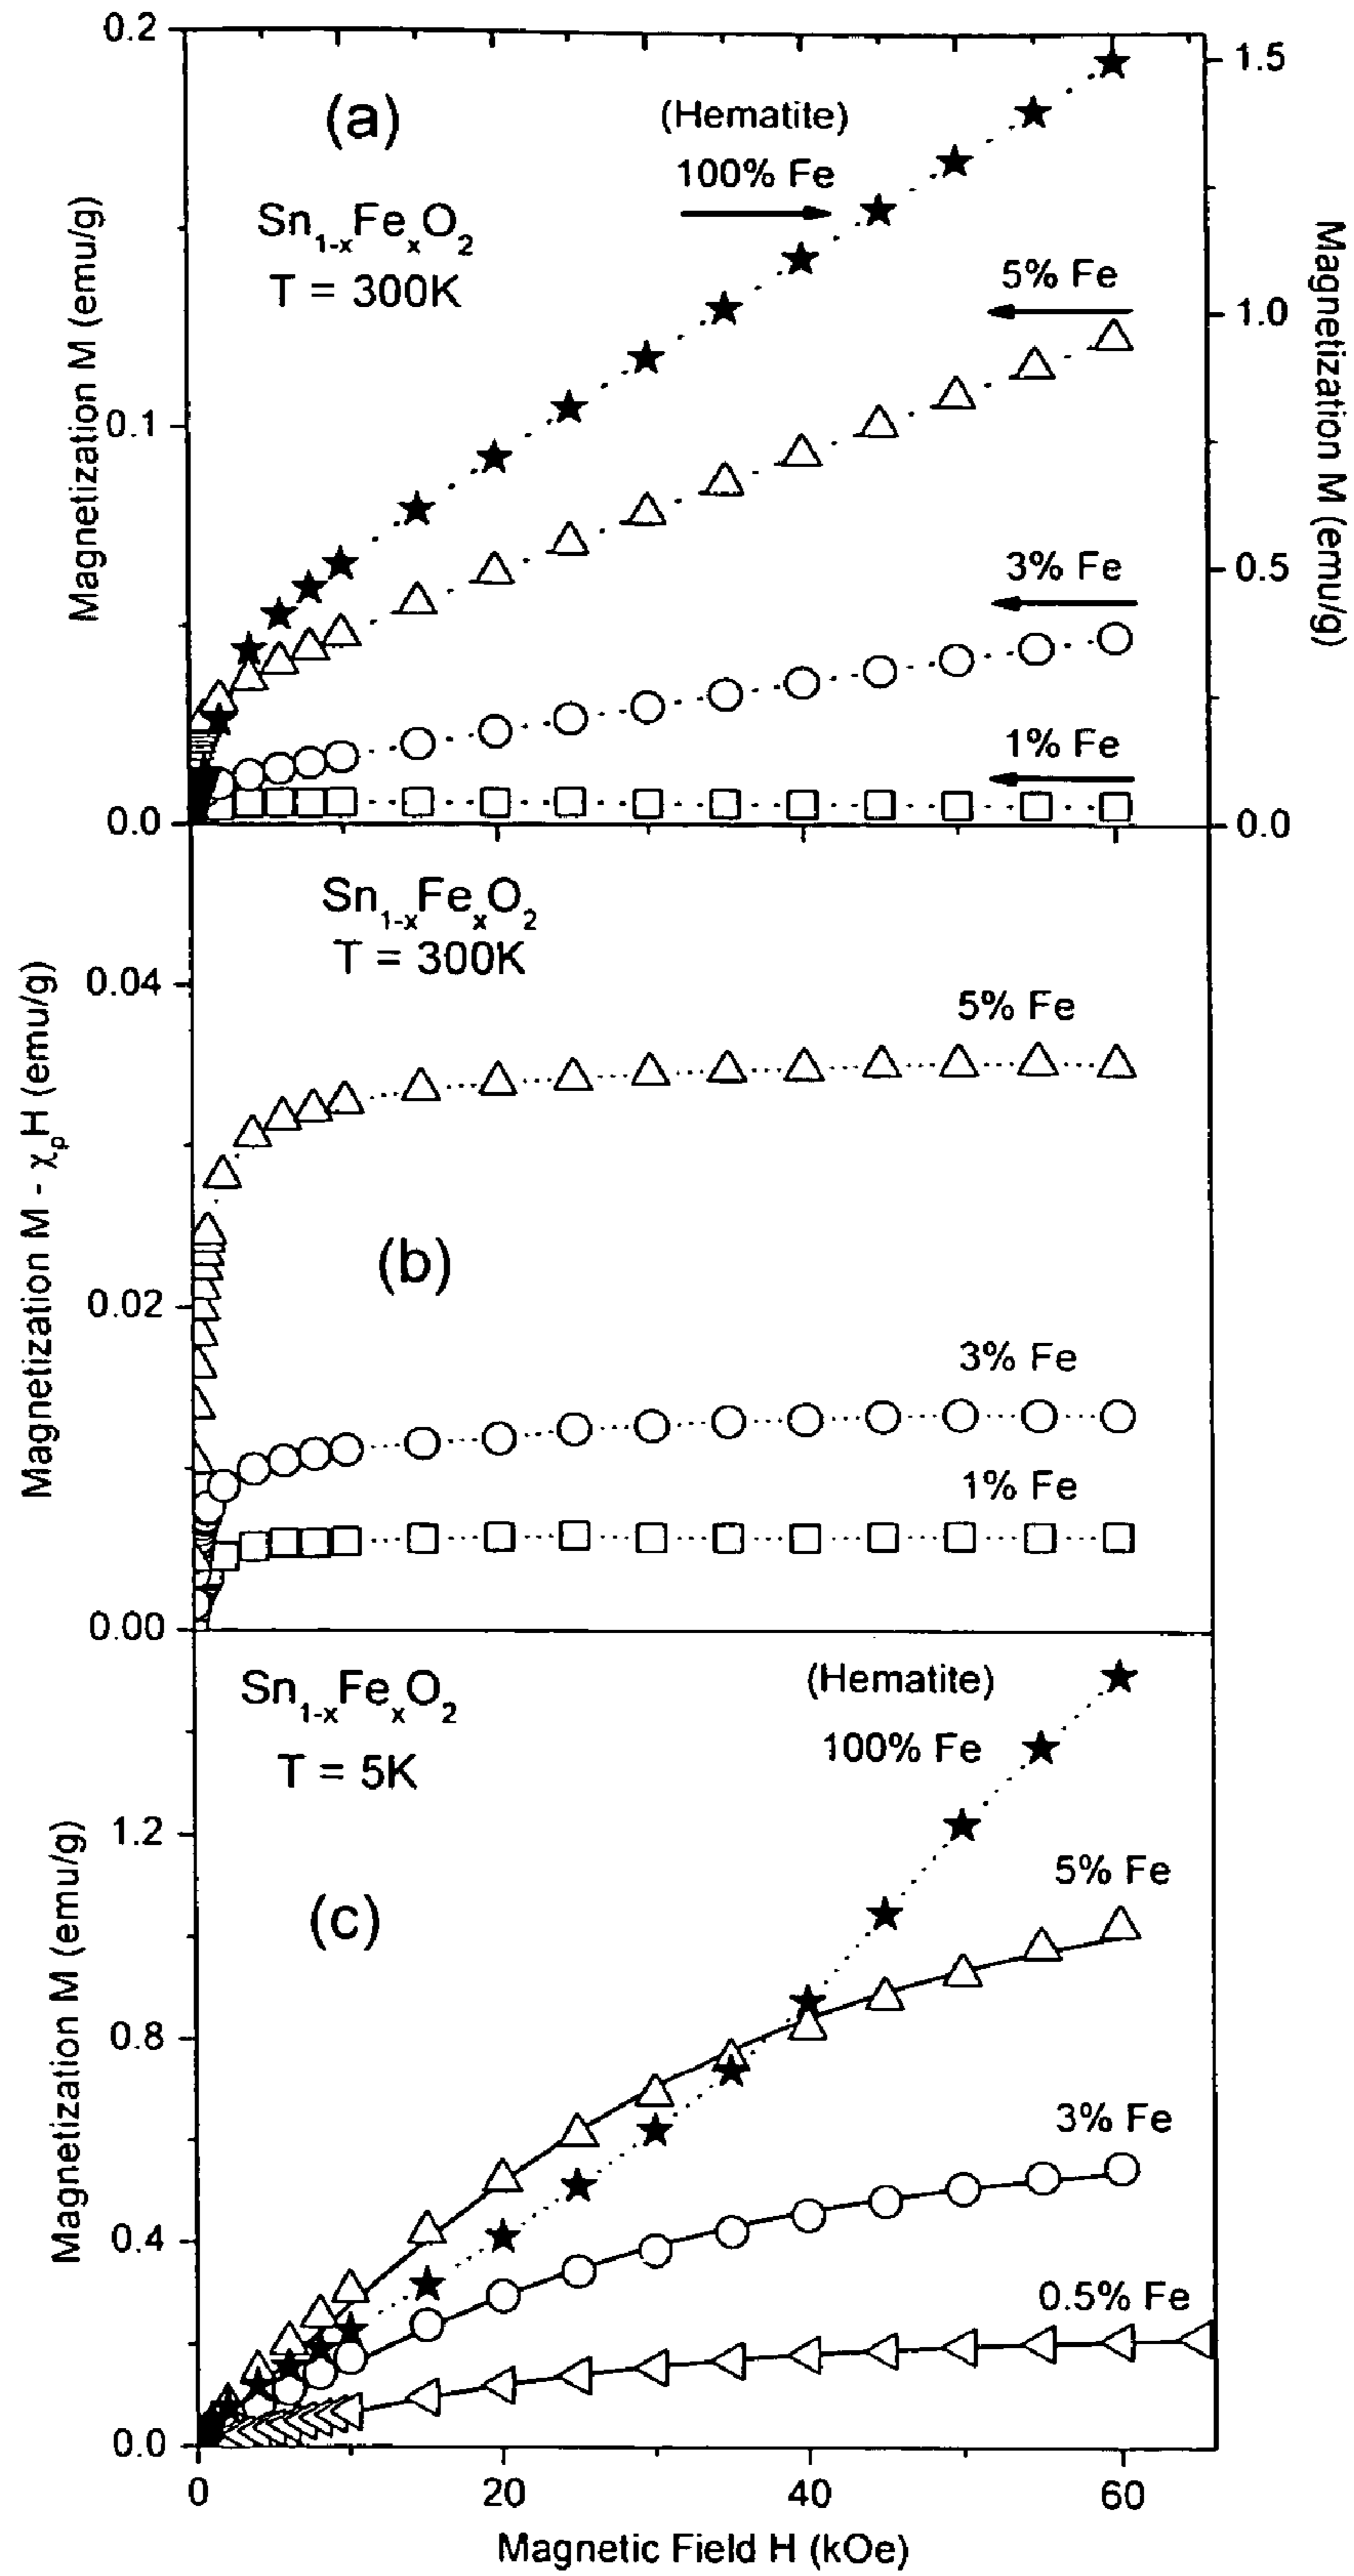 0.2
(a)
(Hematite)
100% Fe
1.5
Sn₁₋ₓFeₓO₂
T = 300K
5% Fe
1.0
Magnetization M (emu/g)
Magnetization M (emu/g)
0.1
3% Fe
0.5
1% Fe
0.0
0.0
Sn₁₋ₓFeₓO₂
T = 300K
0.04
5% Fe
Magnetization M - χₚH (emu/g)
(b)
0.02
3% Fe
1% Fe
0.00
Sn₁₋ₓFeₓO₂
T = 5K
(Hematite)
100% Fe
1.2
5% Fe
(c)
Magnetization M (emu/g)
0.8
3% Fe
0.4
0.5% Fe
0.0
0 20 40 60
Magnetic Field H (kOe)